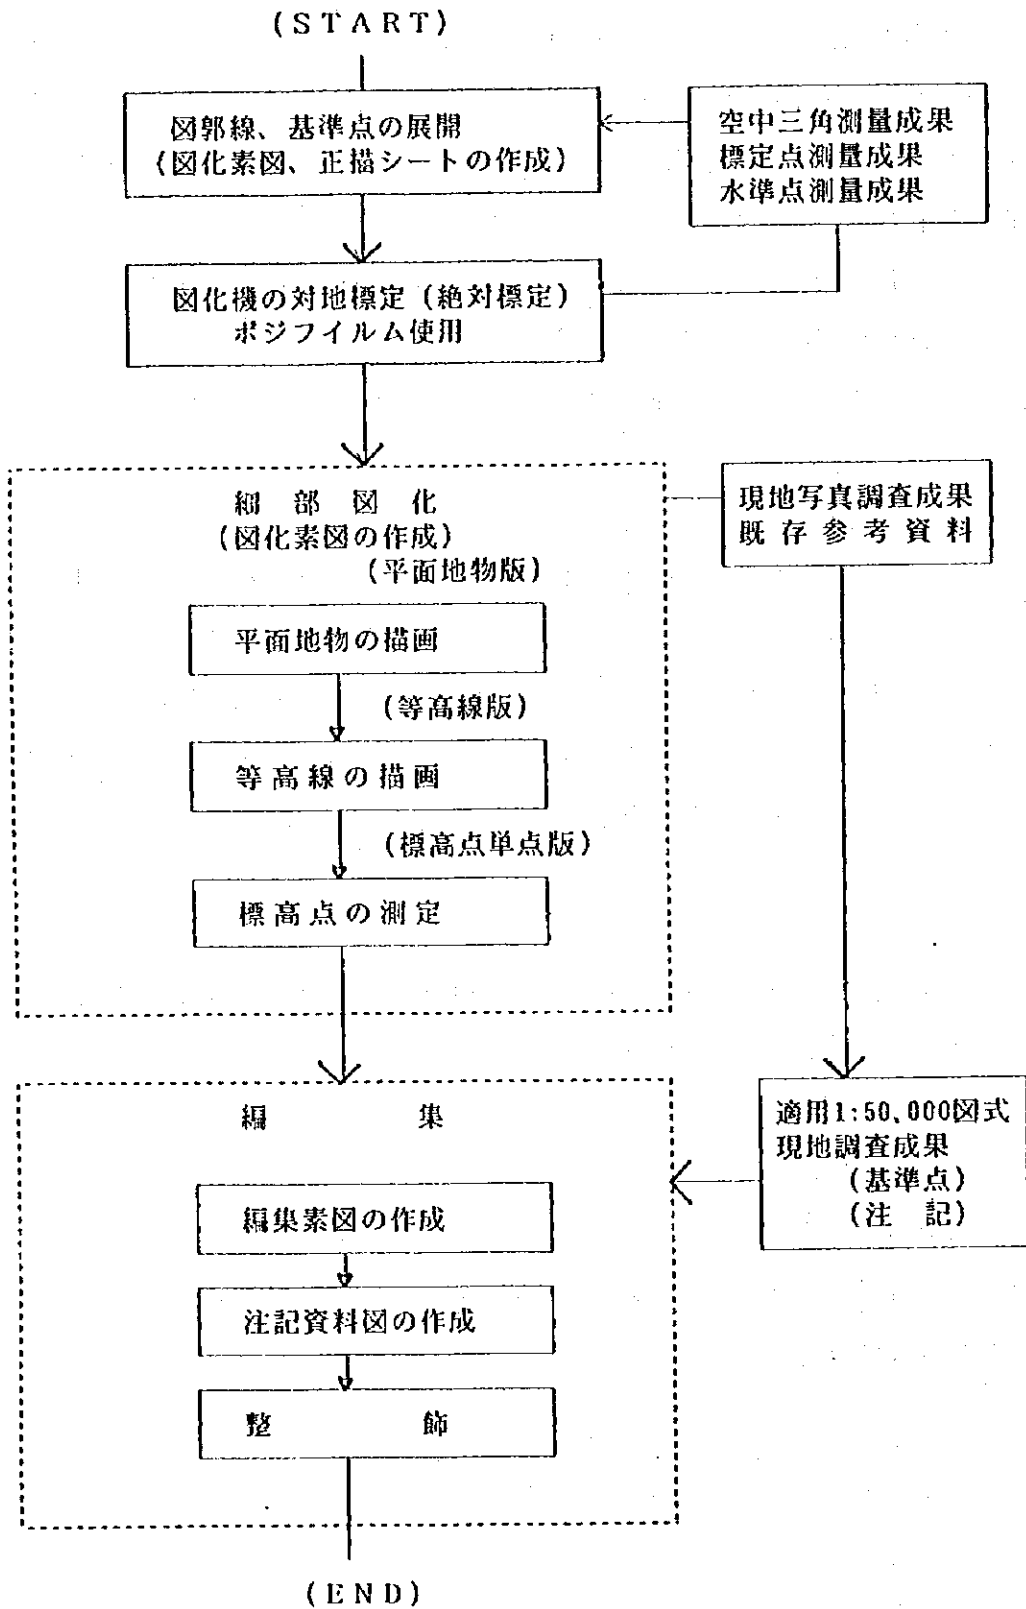 (START)
図郭線、基準点の展開
(図化素図、正描シートの作成)
空中三角測量成果
標定点測量成果
水準点測量成果
図化機の対地標定(絶対標定)
ポジフイルム使用
細部図化
(図化素図の作成)
(平面地物版)
現地写真調査成果
既存参考資料
平面地物の描画
(等高線版)
等高線の描画
(標高点単点版)
標高点の測定
編集
適用1:50,000図式
現地調査成果
(基準点)
(注記)
編集素図の作成
注記資料図の作成
整飾
(END)